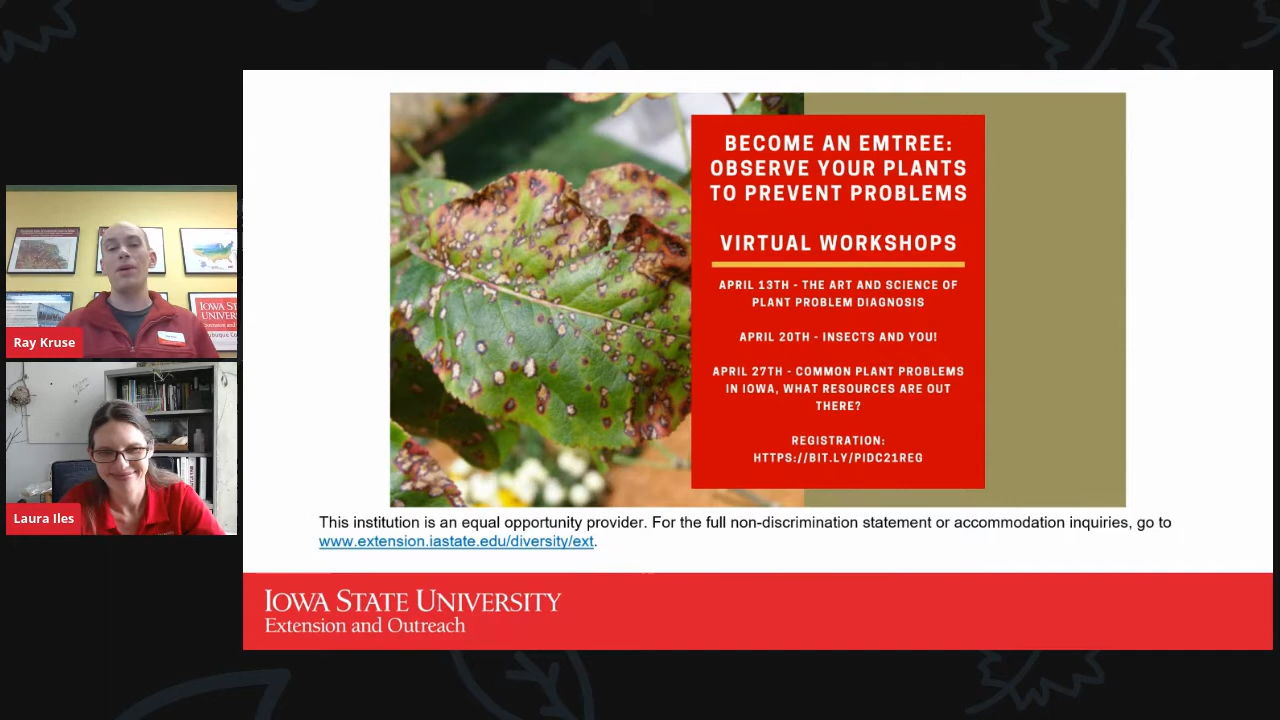 BECOME AN EMTREE:
OBSERVE YOUR PLANTS
TO PREVENT PROBLEMS
VIRTUAL WORKSHOPS
APRIL 13TH - THE ART AND SCIENCE OF
PLANT PROBLEM DIAGNOSIS
APRIL 20TH - INSECTS AND YOU!
APRIL 27TH - COMMON PLANT PROBLEMS
IN IOWA, WHAT RESOURCES ARE OUT
THERE?
REGISTRATION:
HTTPS://BIT.LY/PIDC21REG
This institution is an equal opportunity provider. For the full non-discrimination statement or accommodation inquiries, go to
www.extension.iastate.edu/diversity/ext.
IOWA STATE UNIVERSITY
Extension and Outreach
Ray Kruse
Laura Iles